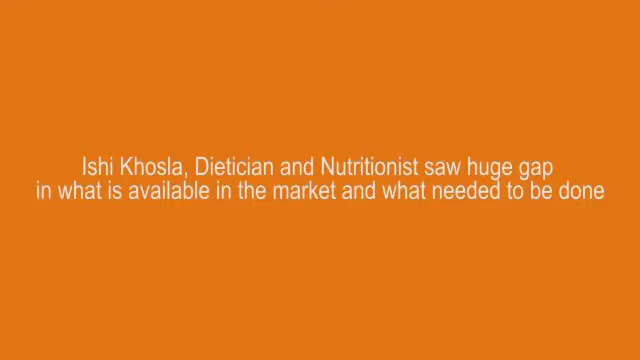 Ishi Khosla, Dietician and Nutritionist saw huge gap
in what is available in the market and what needed to be done